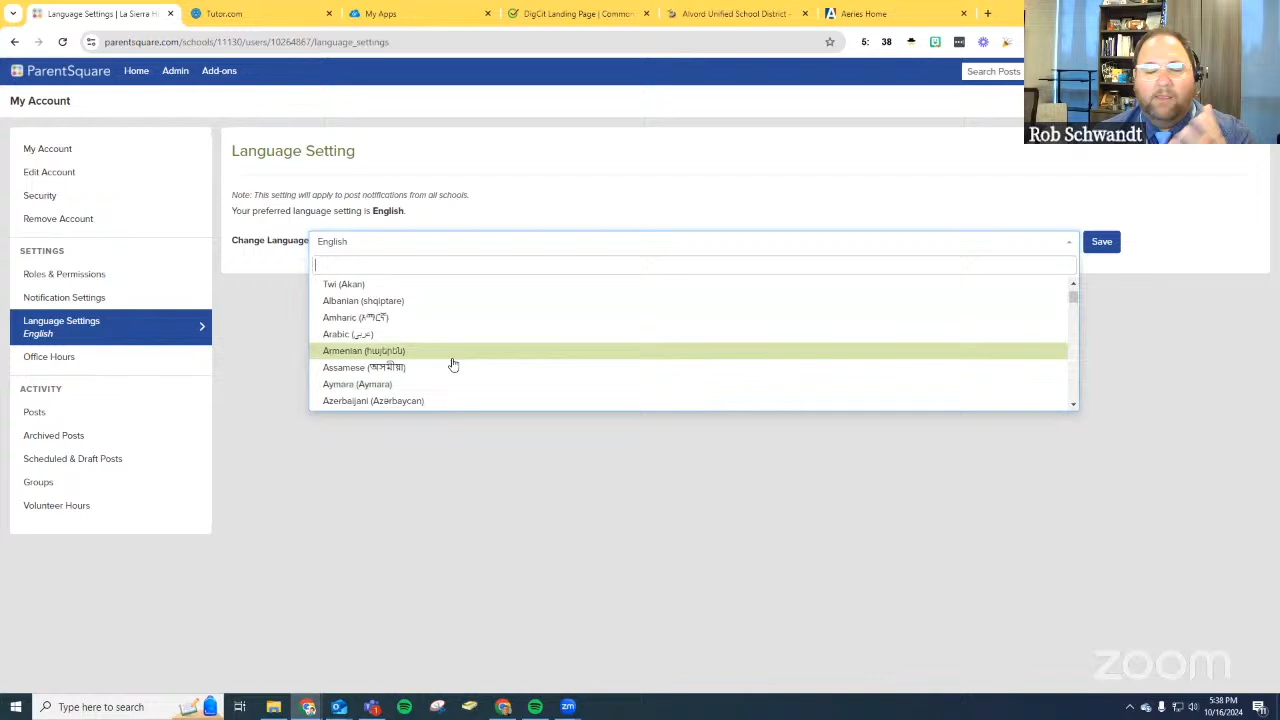 Language Settings | La Sierra H
Tutor.com
My Apps
DigCit Landing Page | Common
Alvord Unified School District –
Aeries Home
parentsquare.com/schools/11130/users/10264867/language_settings
5:
38
ParentSquare
Home
Admin
Add-ons
Search Posts
Rob Schwandt
My Account
My Account
Edit Account
Security
Remove Account
SETTINGS
Roles & Permissions
Notification Settings
Language Settings
English
Office Hours
ACTIVITY
Posts
Archived Posts
Scheduled & Draft Posts
Groups
Volunteer Hours
Language Setting
Note: This setting will apply to post notifications from all schools.
Your preferred language setting is English.
Change Language
English
Save
Twi (Akan)
Albanian (shqiptare)
Amharic (አማርኛ)
Arabic (عربي)
Armenian (հայերեն)
Assamese (অসমীয়া)
Aymara (Aymara)
Azerbaijani (Azərbaycan)
zoom
Type here to search
5:38 PM
10/16/2024